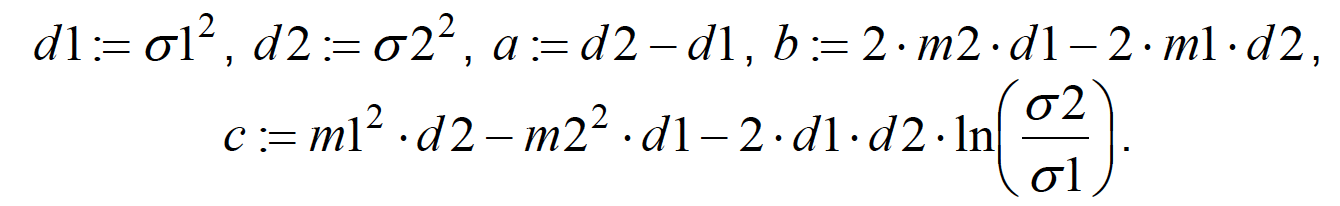 d1 := σ1², d2 := σ2², a := d2 − d1, b := 2 · m2 · d1 − 2 · m1 · d2,
c := m1² · d2 − m2² · d1 − 2 · d1 · d2 · ln(σ2/σ1).